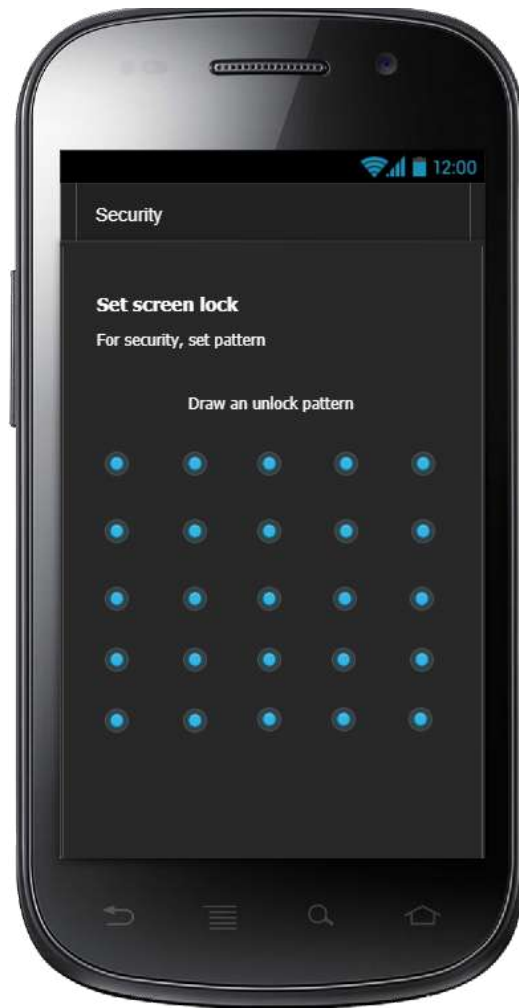 12:00
Security
Set screen lock
For security, set pattern
Draw an unlock pattern